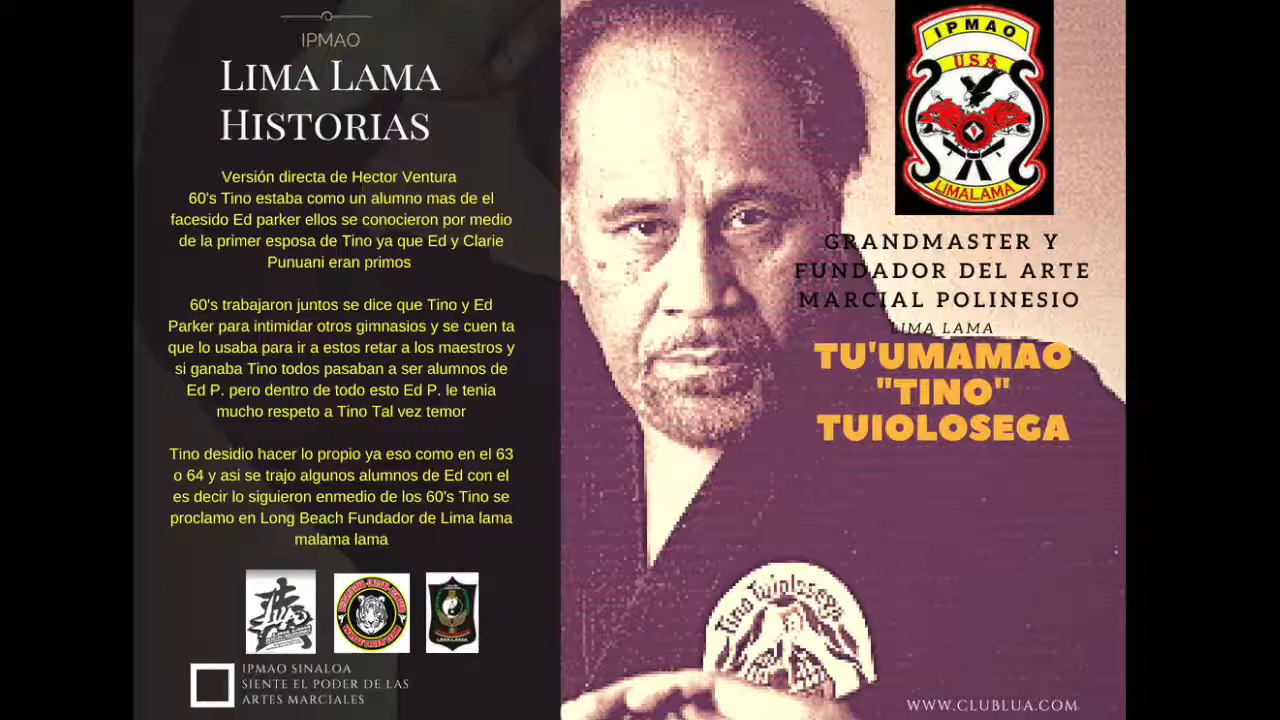 IPMAO
LIMA LAMA
HISTORIAS
Versión directa de Hector Ventura
60's Tino estaba como un alumno mas de el
facesido Ed parker ellos se conocieron por medio
de la primer esposa de Tino ya que Ed y Clarie
Punuani eran primos
60's trabajaron juntos se dice que Tino y Ed
Parker para intimidar otros gimnasios y se cuen ta
que lo usaba para ir a estos retar a los maestros y
si ganaba Tino todos pasaban a ser alumnos de
Ed P. pero dentro de todo esto Ed P. le tenia
mucho respeto a Tino Tal vez temor
Tino desidio hacer lo propio ya eso como en el 63
o 64 y asi se trajo algunos alumnos de Ed con el
es decir lo siguieron enmedio de los 60's Tino se
proclamo en Long Beach Fundador de Lima lama
malama lama
IPMAO SINALOA
SIENTE EL PODER DE LAS
ARTES MARCIALES
IPMAO
USA
LIMALAMA
GRANDMASTER Y
FUNDADOR DEL ARTE
MARCIAL POLINESIO
LIMA LAMA
TU'UMAMAO
"TINO"
TUIOLOSEGA
Tino Tuiolosega
WWW.CLUBLUA.COM